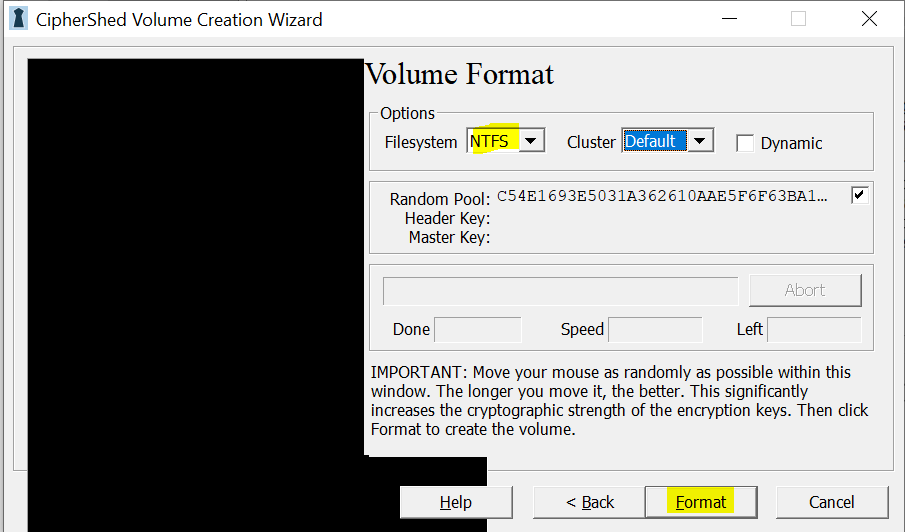 CipherShed Volume Creation Wizard
Volume Format
Options
Filesystem NTFS Cluster Default Dynamic
Random Pool: C54E1693E5031A362610AAE5F6F63BA1...
Header Key:
Master Key:
Abort
Done Speed Left
IMPORTANT: Move your mouse as randomly as possible within this
window. The longer you move it, the better. This significantly
increases the cryptographic strength of the encryption keys. Then click
Format to create the volume.
Help < Back Format Cancel